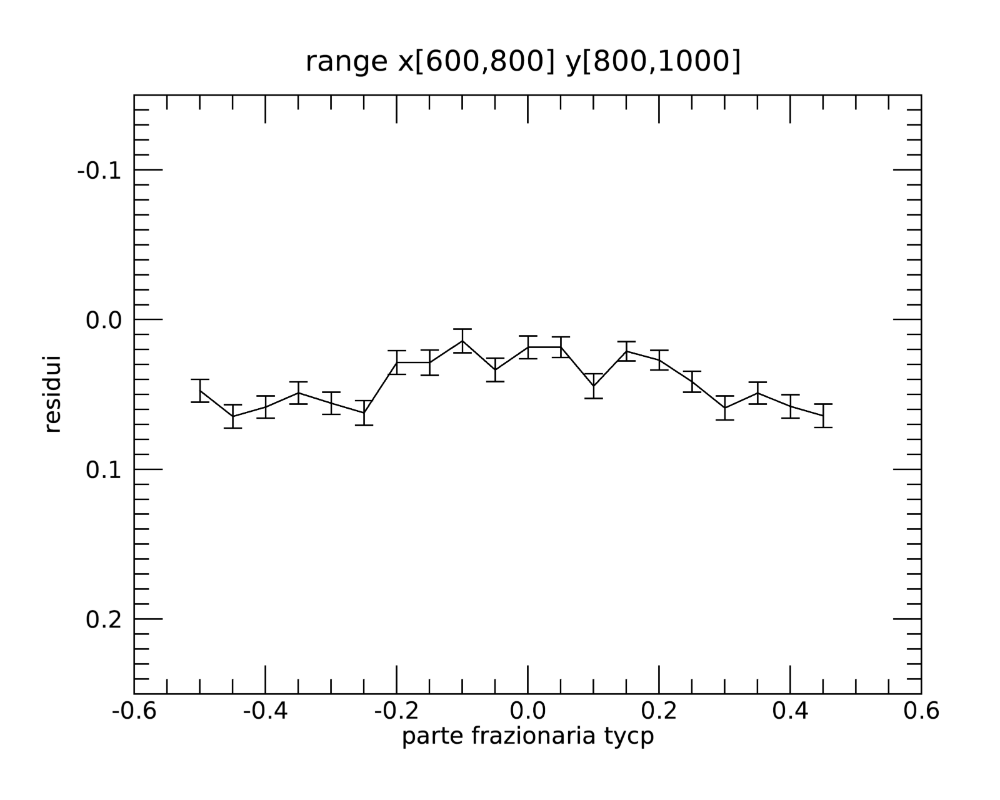 range x[600,800] y[800,1000]
-0.1
0.0
0.1
0.2
residui
-0.6 -0.4 -0.2 0.0 0.2 0.4 0.6
parte frazionaria tycp